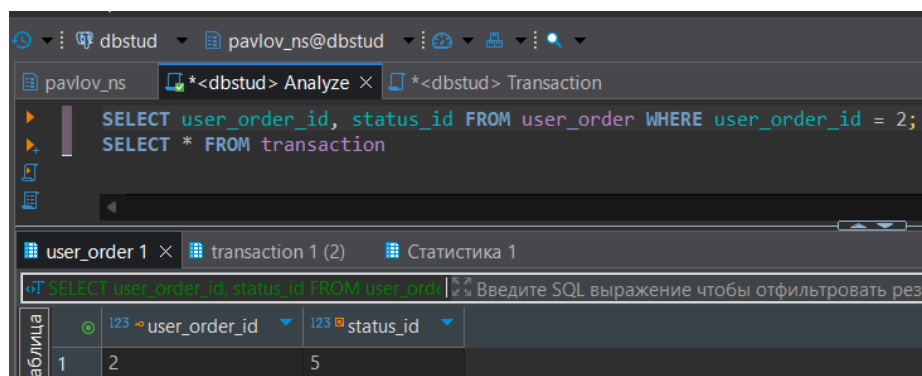 dbstud pavlov_ns@dbstud
pavlov_ns *<dbstud> Analyze *<dbstud> Transaction
SELECT user_order_id, status_id FROM user_order WHERE user_order_id = 2;
SELECT * FROM transaction
user_order 1 transaction 1 (2) Статистика 1
SELECT user_order_id, status_id FROM user_orde Введите SQL выражение чтобы отфильтровать рез
аблица
123 user_order_id 123 status_id
1 2 5